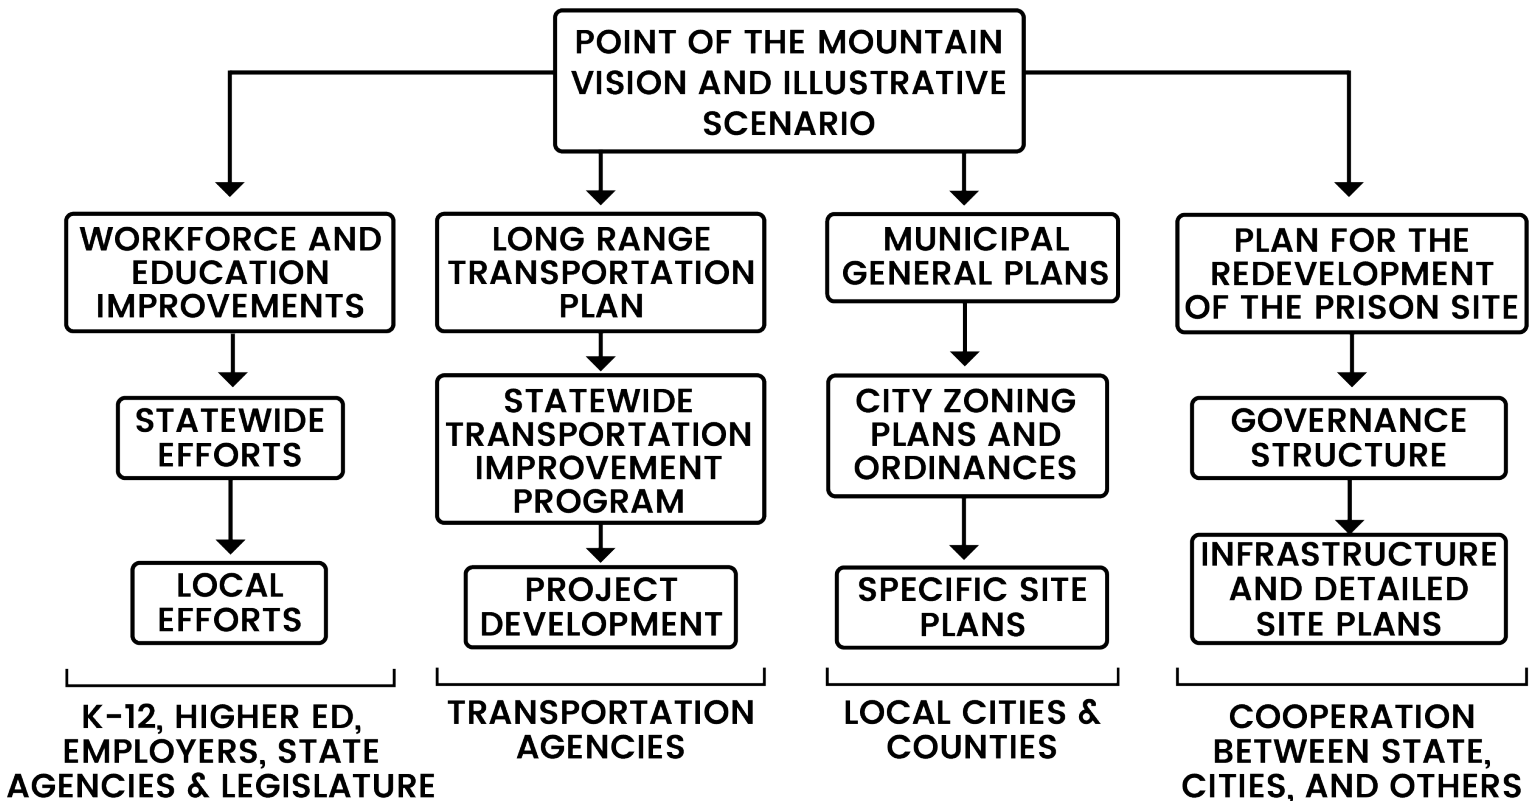 POINT OF THE MOUNTAIN
VISION AND ILLUSTRATIVE
SCENARIO
WORKFORCE AND
EDUCATION
IMPROVEMENTS
STATEWIDE
EFFORTS
LOCAL
EFFORTS
K-12, HIGHER ED,
EMPLOYERS, STATE
AGENCIES & LEGISLATURE
LONG RANGE
TRANSPORTATION
PLAN
STATEWIDE
TRANSPORTATION
IMPROVEMENT
PROGRAM
PROJECT
DEVELOPMENT
TRANSPORTATION
AGENCIES
MUNICIPAL
GENERAL PLANS
CITY ZONING
PLANS AND
ORDINANCES
SPECIFIC SITE
PLANS
LOCAL CITIES &
COUNTIES
PLAN FOR THE
REDEVELOPMENT
OF THE PRISON SITE
GOVERNANCE
STRUCTURE
INFRASTRUCTURE
AND DETAILED
SITE PLANS
COOPERATION
BETWEEN STATE,
CITIES, AND OTHERS